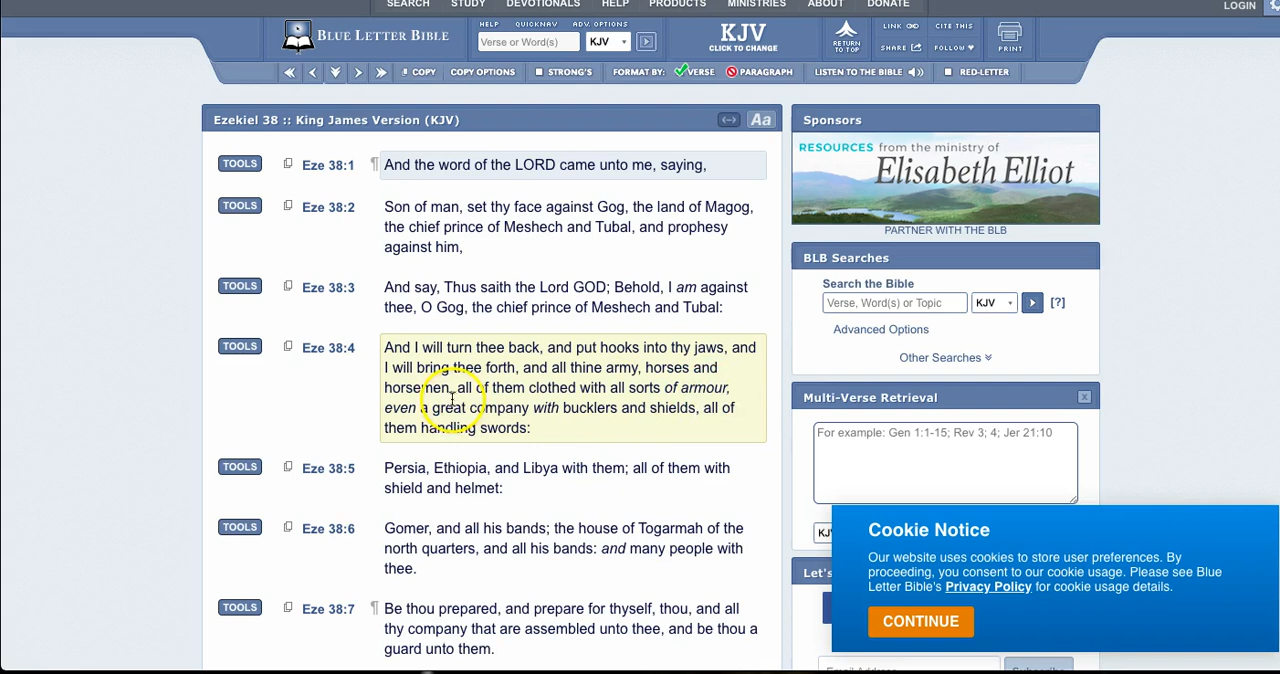 SEARCH STUDY DEVOTIONALS HELP PRODUCTS MINISTRIES ABOUT DONATE
LOGIN
BLUE LETTER BIBLE
HELP QUICKNAV ADV. OPTIONS
Verse or Word(s) KJV
KJV
CLICK TO CHANGE
RETURN
TO TOP
LINK CITE THIS
SHARE FOLLOW
PRINT
COPY COPY OPTIONS STRONG'S FORMAT BY: VERSE PARAGRAPH LISTEN TO THE BIBLE RED-LETTER
Ezekiel 38 :: King James Version (KJV)
Aa
TOOLS Eze 38:1 ¶ And the word of the LORD came unto me, saying,
TOOLS Eze 38:2 Son of man, set thy face against Gog, the land of Magog,
the chief prince of Meshech and Tubal, and prophesy
against him,
TOOLS Eze 38:3 And say, Thus saith the Lord GOD; Behold, I am against
thee, O Gog, the chief prince of Meshech and Tubal:
TOOLS Eze 38:4 And I will turn thee back, and put hooks into thy jaws, and
I will bring thee forth, and all thine army, horses and
horsemen, all of them clothed with all sorts of armour,
even a great company with bucklers and shields, all of
them handling swords:
TOOLS Eze 38:5 Persia, Ethiopia, and Libya with them; all of them with
shield and helmet:
TOOLS Eze 38:6 Gomer, and all his bands; the house of Togarmah of the
north quarters, and all his bands: and many people with
thee.
TOOLS Eze 38:7 ¶ Be thou prepared, and prepare for thyself, thou, and all
thy company that are assembled unto thee, and be thou a
guard unto them.
Sponsors
RESOURCES from the ministry of
Elisabeth Elliot
PARTNER WITH THE BLB
BLB Searches
Search the Bible
Verse, Word(s) or Topic KJV [?]
Advanced Options
Other Searches
Multi-Verse Retrieval x
For example: Gen 1:1-15; Rev 3; 4; Jer 21:10
Let's
Cookie Notice
Our website uses cookies to store user preferences. By
proceeding, you consent to our cookie usage. Please see Blue
Letter Bible's Privacy Policy for cookie usage details.
CONTINUE
Email Address Subscribe